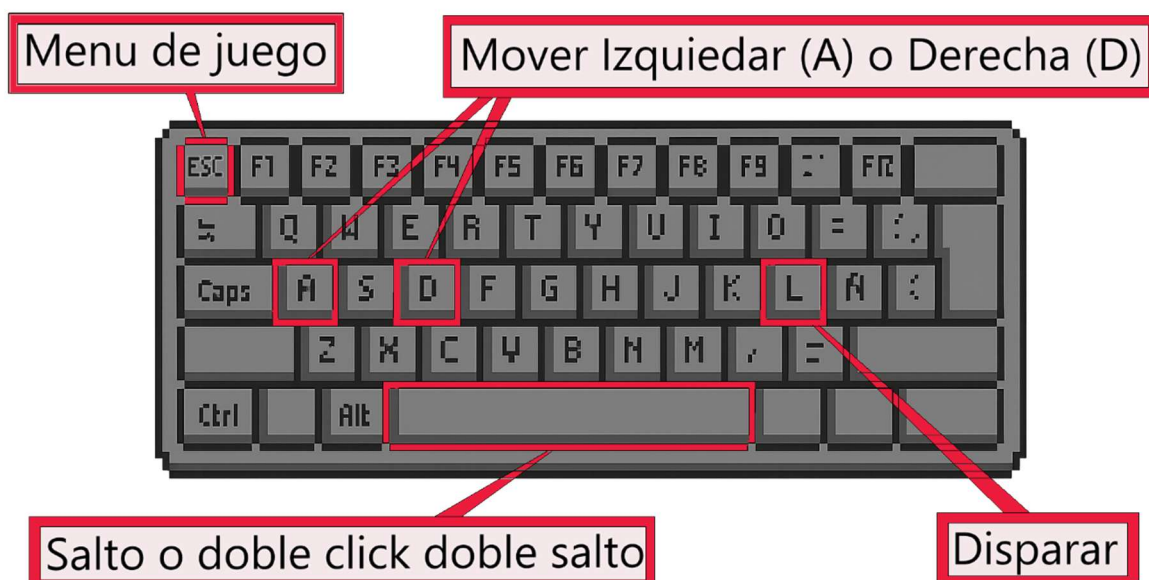 Menu de juego
Mover Izquiedar (A) o Derecha (D)
ESC F1 F2 F3 F4 F5 F6 F7 F8 F9
Q W E R T Y U I O =
Caps A S D F G H J K L Ñ
Z X C V B N M ,
Ctrl Alt
Salto o doble click doble salto
Disparar